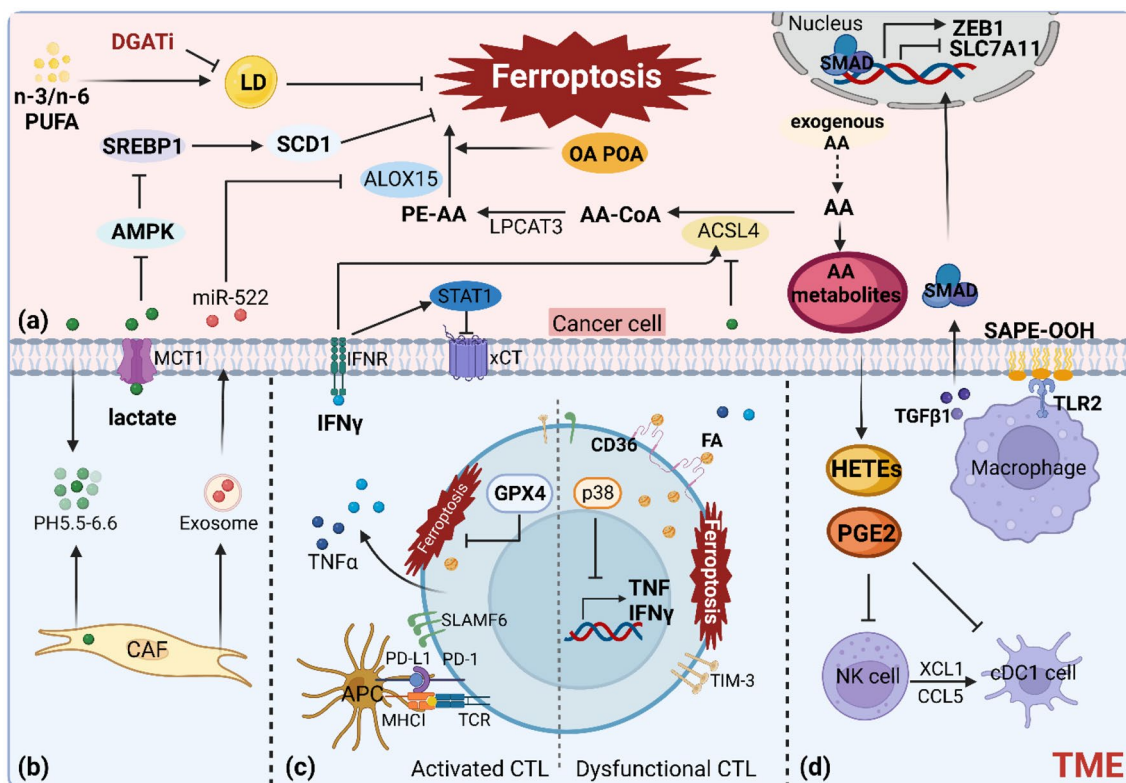 Nucleus
ZEB1
SLC7A11
SMAD
DGATi
n-3/n-6
PUFA
LD
Ferroptosis
SREBP1
SCD1
ALOX15
OA POA
exogenous
AA
AMPK
PE-AA
LPCAT3
AA-CoA
AA
ACSL4
miR-522
STAT1
AA
metabolites
SMAD
(a)
Cancer cell
SAPE-OOH
MCT1
IFNR
xCT
lactate
IFNγ
TGFβ1
TLR2
Macrophage
CD36
FA
PH5.5-6.6
Exosome
TNFα
Ferroptosis
GPX4
p38
Ferroptosis
HETEs
PGE2
TNF
IFNγ
SLAMF6
CAF
PD-L1
PD-1
APC
MHCI
TCR
TIM-3
NK cell
XCL1
CCL5
cDC1 cell
(b)
(c)
Activated CTL
Dysfunctional CTL
(d)
TME